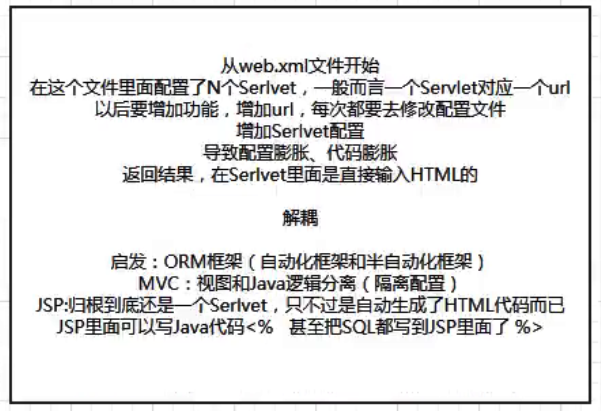 从web.xml文件开始
在这个文件里面配置了N个Serlvet，一般而言一个Servlet对应一个url
以后要增加功能，增加url，每次都要去修改配置文件
增加Serlvet配置
导致配置膨胀、代码膨胀
返回结果，在Serlvet里面是直接输入HTML的
解耦
启发：ORM框架（自动化框架和半自动化框架）
MVC：视图和Java逻辑分离（隔离配置）
JSP:归根到底还是一个Serlvet，只不过是自动生成了HTML代码而已
JSP里面可以写Java代码<%   甚至把SQL都写到JSP里面了 %>